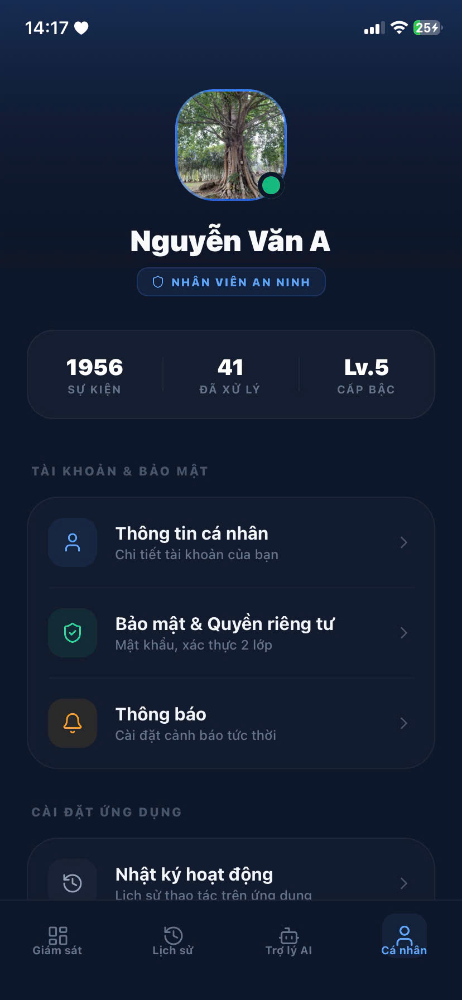 14:17
25
Nguyễn Văn A
NHÂN VIÊN AN NINH
1956
SỰ KIỆN
41
ĐÃ XỬ LÝ
Lv.5
CẤP BẬC
TÀI KHOẢN & BẢO MẬT
Thông tin cá nhân
Chi tiết tài khoản của bạn
Bảo mật & Quyền riêng tư
Mật khẩu, xác thực 2 lớp
Thông báo
Cài đặt cảnh báo tức thời
CÀI ĐẶT ỨNG DỤNG
Nhật ký hoạt động
Lịch sử thao tác trên ứng dụng
Giám sát
Lịch sử
Trợ lý AI
Cá nhân